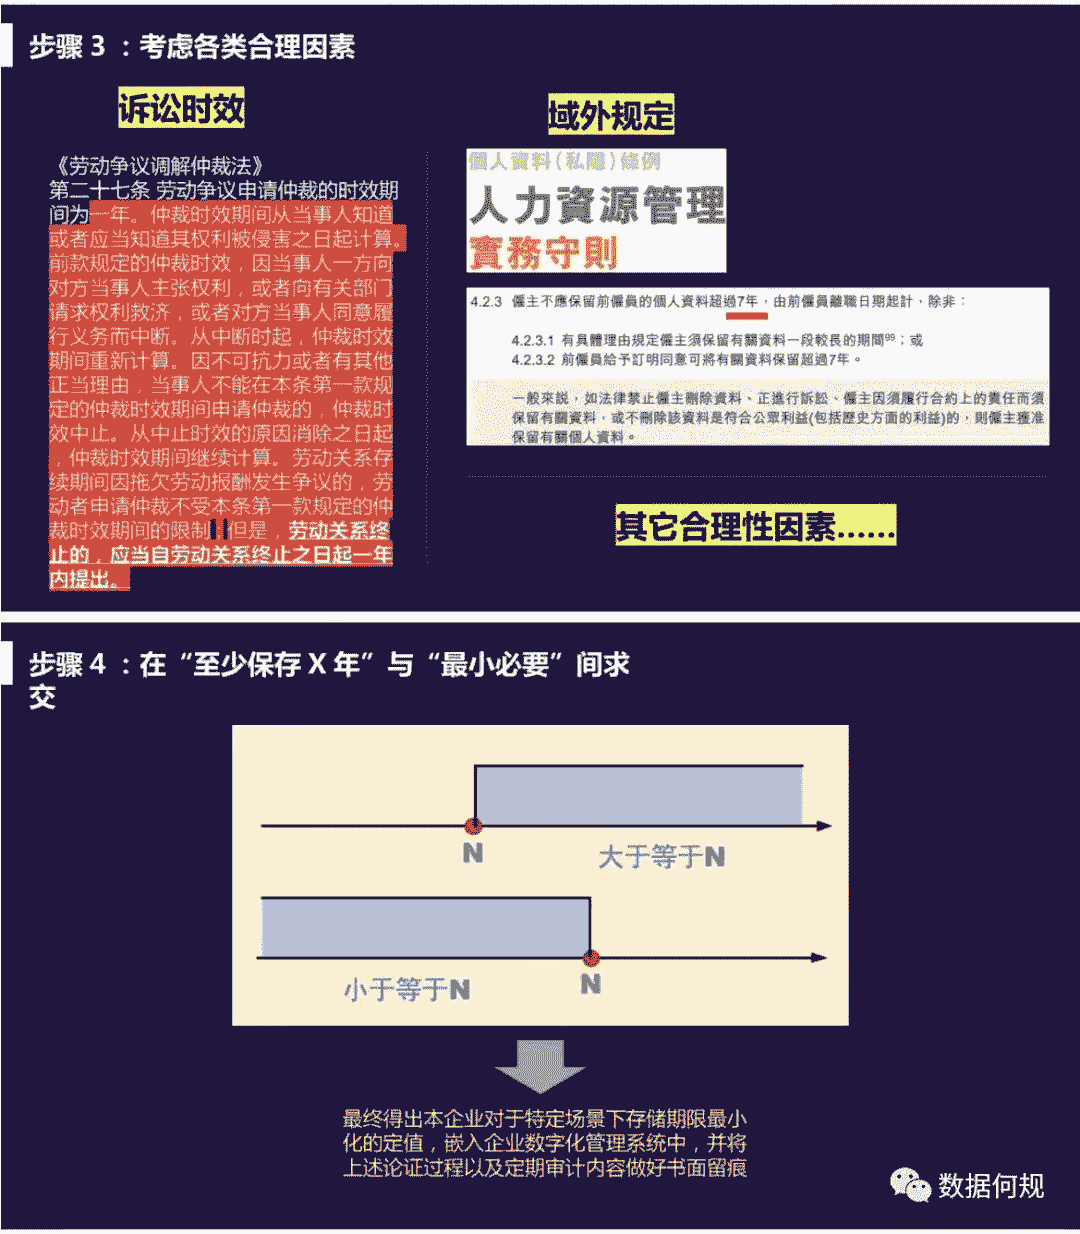 步骤 3 ：考虑各类合理因素
诉讼时效
《劳动争议调解仲裁法》
第二十七条 劳动争议申请仲裁的时效期
间为一年。仲裁时效期间从当事人知道
或者应当知道其权利被侵害之日起计算。
前款规定的仲裁时效，因当事人一方向
对方当事人主张权利，或者向有关部门
请求权利救济，或者对方当事人同意履
行义务而中断。从中断时起，仲裁时效
期间重新计算。因不可抗力或者有其他
正当理由，当事人不能在本条第一款规
定的仲裁时效期间申请仲裁的，仲裁时
效中止。从中止时效的原因消除之日起
，仲裁时效期间继续计算。劳动关系存
续期间因拖欠劳动报酬发生争议的，劳
动者申请仲裁不受本条第一款规定的仲
裁时效期间的限制；但是，劳动关系终
止的，应当自劳动关系终止之日起一年
内提出。
域外规定
個人資料(私隱)條例
人力資源管理
實務守則
4.2.3 僱主不應保留前僱員的個人資料超過7年，由前僱員離職日期起計，除非：
4.2.3.1 有具體理由規定僱主須保留有關資料一段較長的期間⁹⁹；或
4.2.3.2 前僱員給予訂明同意可將有關資料保留超過7年。
一般來說，如法律禁止僱主刪除資料、正進行訴訟、僱主因須履行合約上的責任而須
保留有關資料、或不刪除該資料是符合公眾利益(包括歷史方面的利益)的，則僱主獲准
保留有關個人資料。
其它合理性因素......
步骤 4 ：在“至少保存 X 年”与“最小必要”间求
交
N
大于等于N
小于等于N
N
最终得出本企业对于特定场景下存储期限最小
化的定值，嵌入企业数字化管理系统中，并将
上述论证过程以及定期审计内容做好书面留痕
数据何规